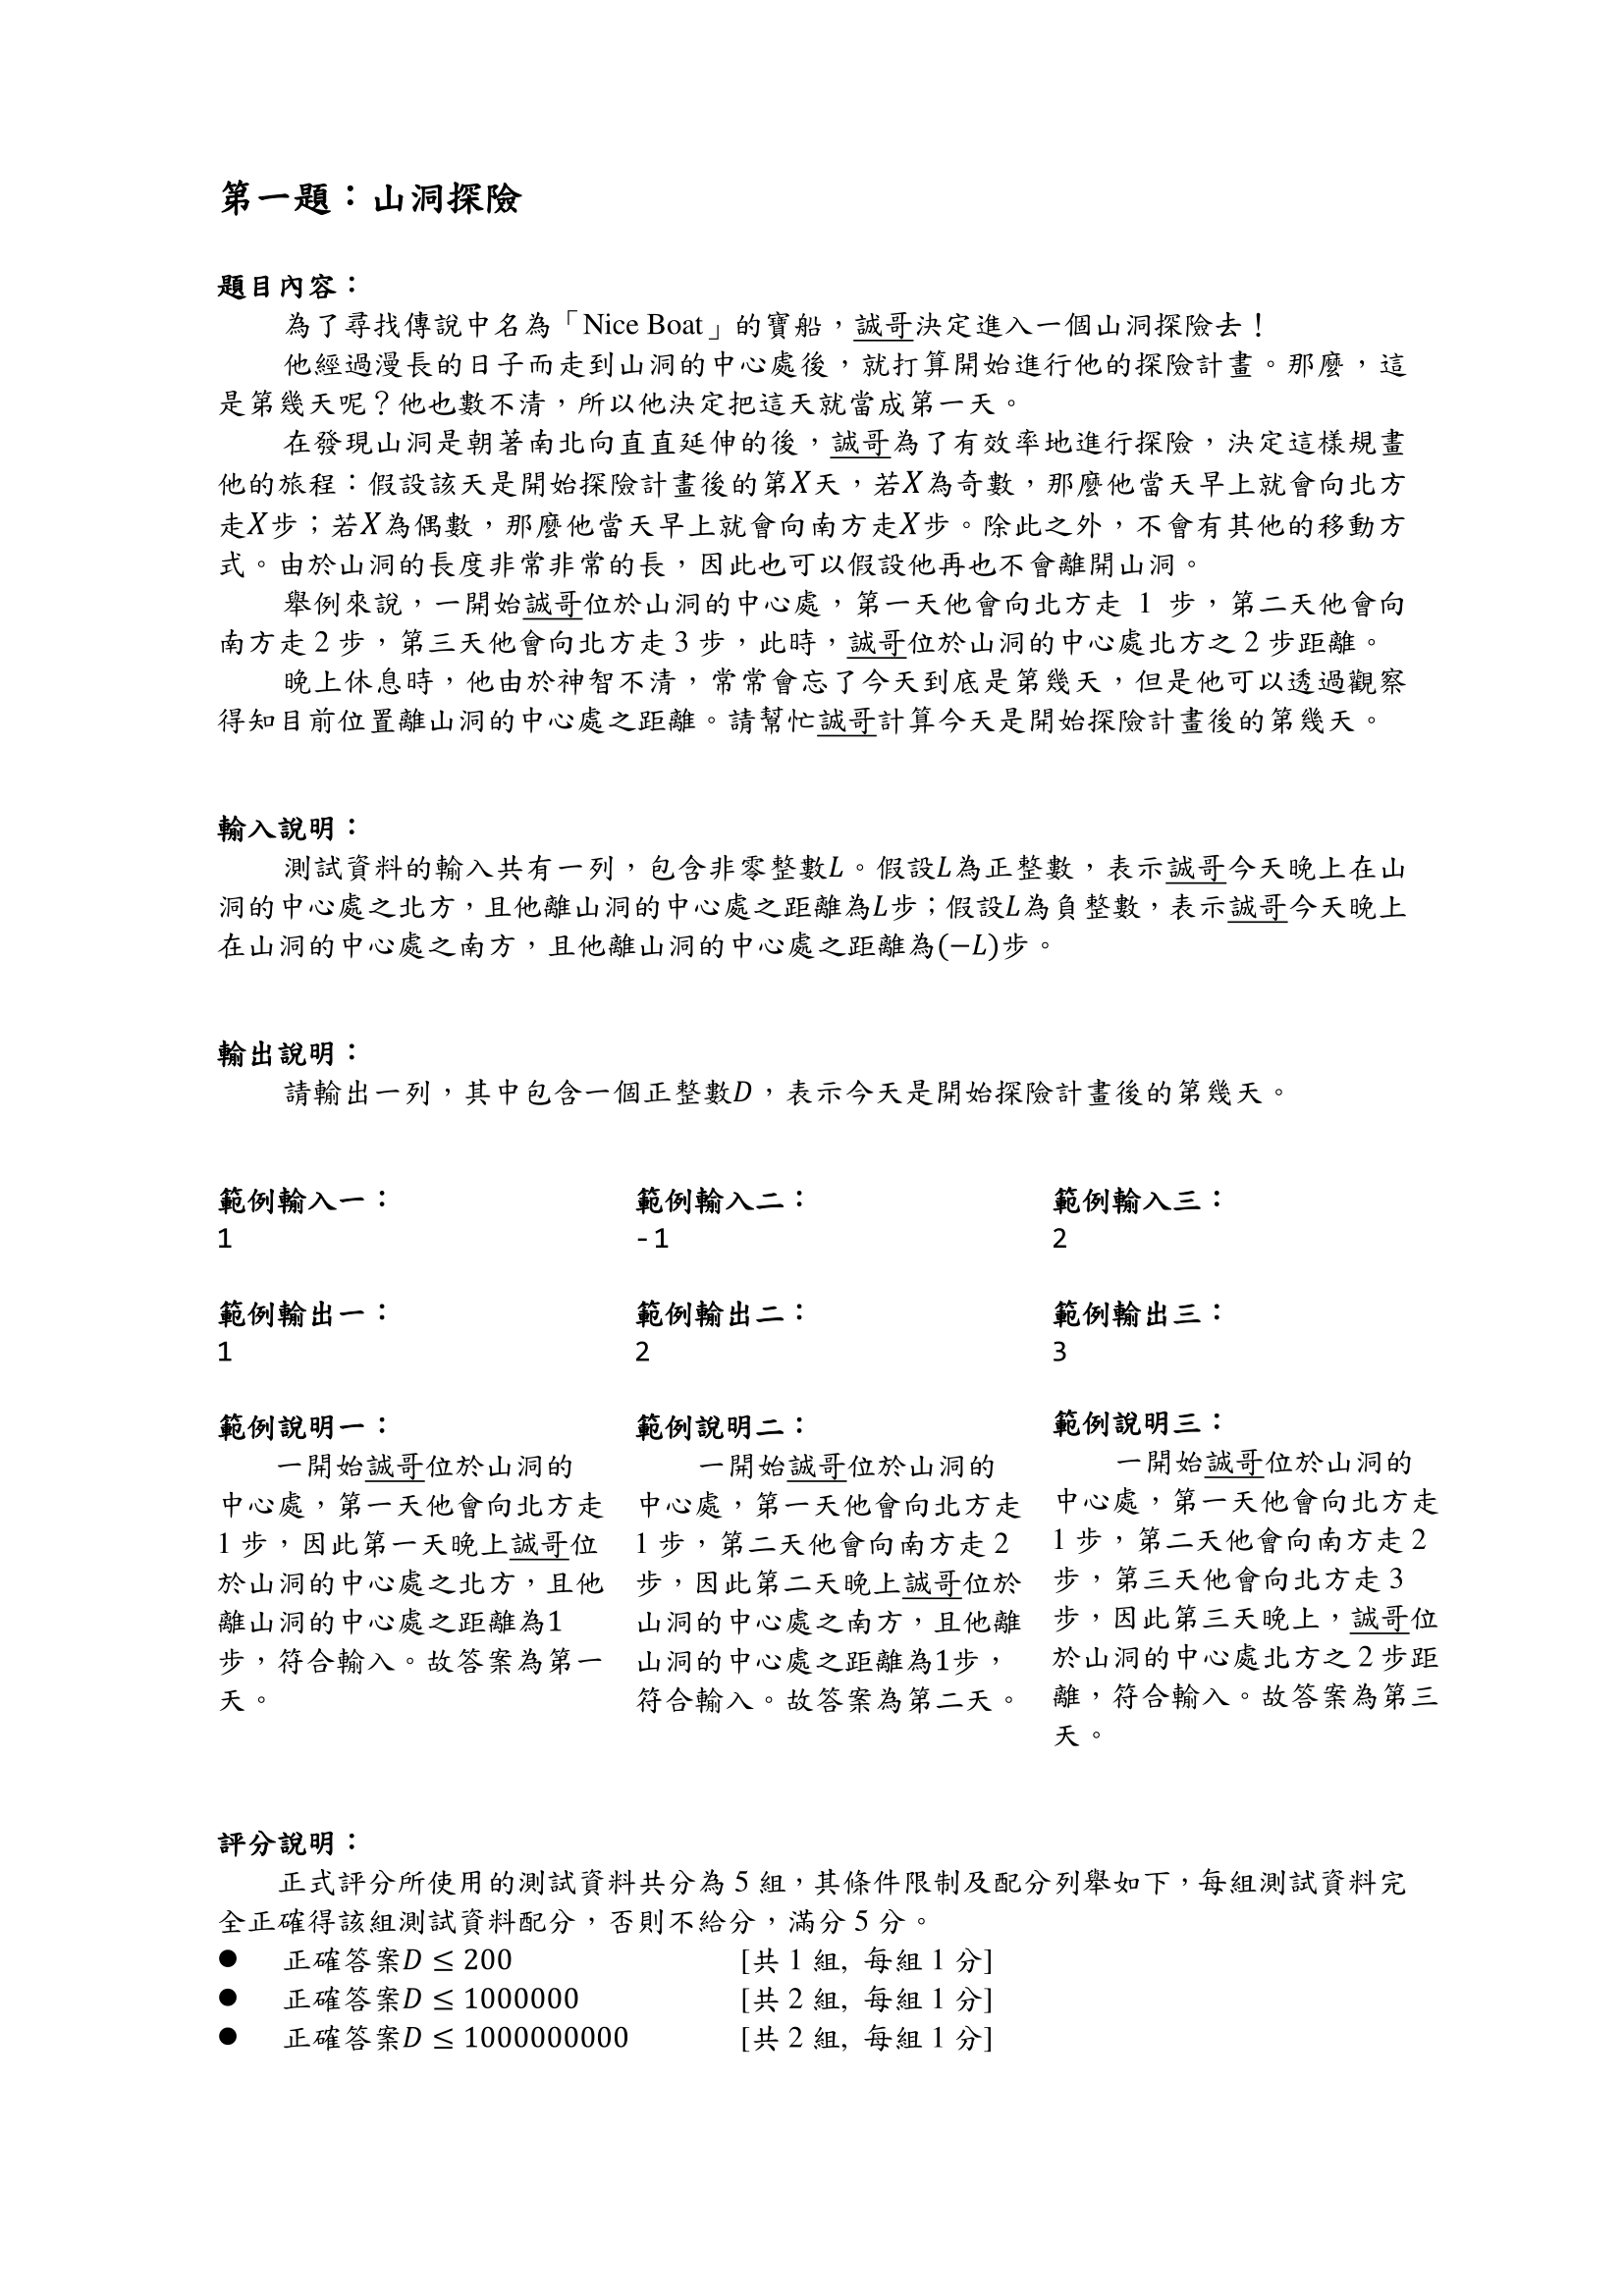 第一題：山洞探險
題目內容：
為了尋找傳說中名為「Nice Boat」的寶船，誠哥決定進入一個山洞探險去！
他經過漫長的日子而走到山洞的中心處後，就打算開始進行他的探險計畫。那麼，這
是第幾天呢？他也數不清，所以他決定把這天就當成第一天。
在發現山洞是朝著南北向直直延伸的後，誠哥為了有效率地進行探險，決定這樣規畫
他的旅程：假設該天是開始探險計畫後的第X天，若X為奇數，那麼他當天早上就會向北方
走X步；若X為偶數，那麼他當天早上就會向南方走X步。除此之外，不會有其他的移動方
式。由於山洞的長度非常非常的長，因此也可以假設他再也不會離開山洞。
舉例來說，一開始誠哥位於山洞的中心處，第一天他會向北方走 1 步，第二天他會向
南方走 2 步，第三天他會向北方走 3 步，此時，誠哥位於山洞的中心處北方之 2 步距離。
晚上休息時，他由於神智不清，常常會忘了今天到底是第幾天，但是他可以透過觀察
得知目前位置離山洞的中心處之距離。請幫忙誠哥計算今天是開始探險計畫後的第幾天。
輸入說明：
測試資料的輸入共有一列，包含非零整數L。假設L為正整數，表示誠哥今天晚上在山
洞的中心處之北方，且他離山洞的中心處之距離為L步；假設L為負整數，表示誠哥今天晚上
在山洞的中心處之南方，且他離山洞的中心處之距離為(−L)步。
輸出說明：
請輸出一列，其中包含一個正整數D，表示今天是開始探險計畫後的第幾天。
範例輸入一：
1
範例輸出一：
1
範例說明一：
一開始誠哥位於山洞的
中心處，第一天他會向北方走
1 步，因此第一天晚上誠哥位
於山洞的中心處之北方，且他
離山洞的中心處之距離為1
步，符合輸入。故答案為第一
天。
範例輸入二：
-1
範例輸出二：
2
範例說明二：
一開始誠哥位於山洞的
中心處，第一天他會向北方走
1 步，第二天他會向南方走 2
步，因此第二天晚上誠哥位於
山洞的中心處之南方，且他離
山洞的中心處之距離為1步，
符合輸入。故答案為第二天。
範例輸入三：
2
範例輸出三：
3
範例說明三：
一開始誠哥位於山洞的
中心處，第一天他會向北方走
1 步，第二天他會向南方走 2
步，第三天他會向北方走 3
步，因此第三天晚上，誠哥位
於山洞的中心處北方之 2 步距
離，符合輸入。故答案為第三
天。
評分說明：
正式評分所使用的測試資料共分為 5 組，其條件限制及配分列舉如下，每組測試資料完
全正確得該組測試資料配分，否則不給分，滿分 5 分。
● 正確答案D ≤ 200 [共 1 組, 每組 1 分]
● 正確答案D ≤ 1000000 [共 2 組, 每組 1 分]
● 正確答案D ≤ 1000000000 [共 2 組, 每組 1 分]